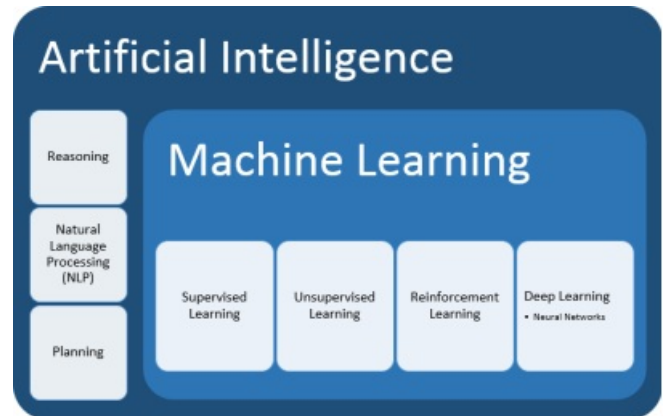 Artificial Intelligence
Reasoning
Natural
Language
Processing
(NLP)
Planning
Machine Learning
Supervised
Learning
Unsupervised
Learning
Reinforcement
Learning
Deep Learning
• Neural Networks